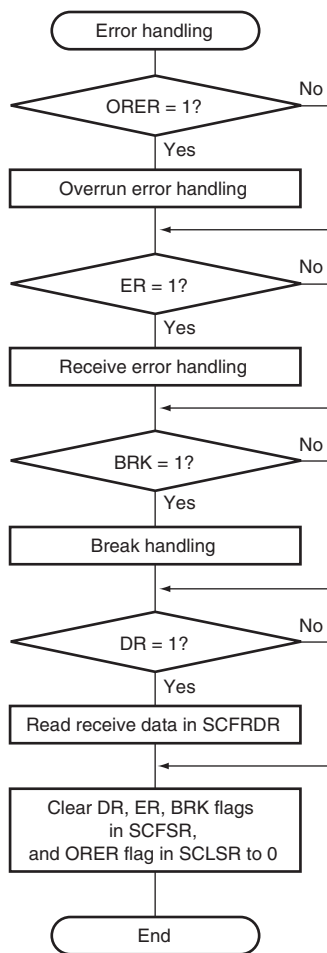 Error handling
No
ORER = 1?
Yes
Overrun error handling
No
ER = 1?
Yes
Receive error handling
No
BRK = 1?
Yes
Break handling
No
DR = 1?
Yes
Read receive data in SCFRDR
Clear DR, ER, BRK flags
in SCFSR,
and ORER flag in SCLSR to 0
End